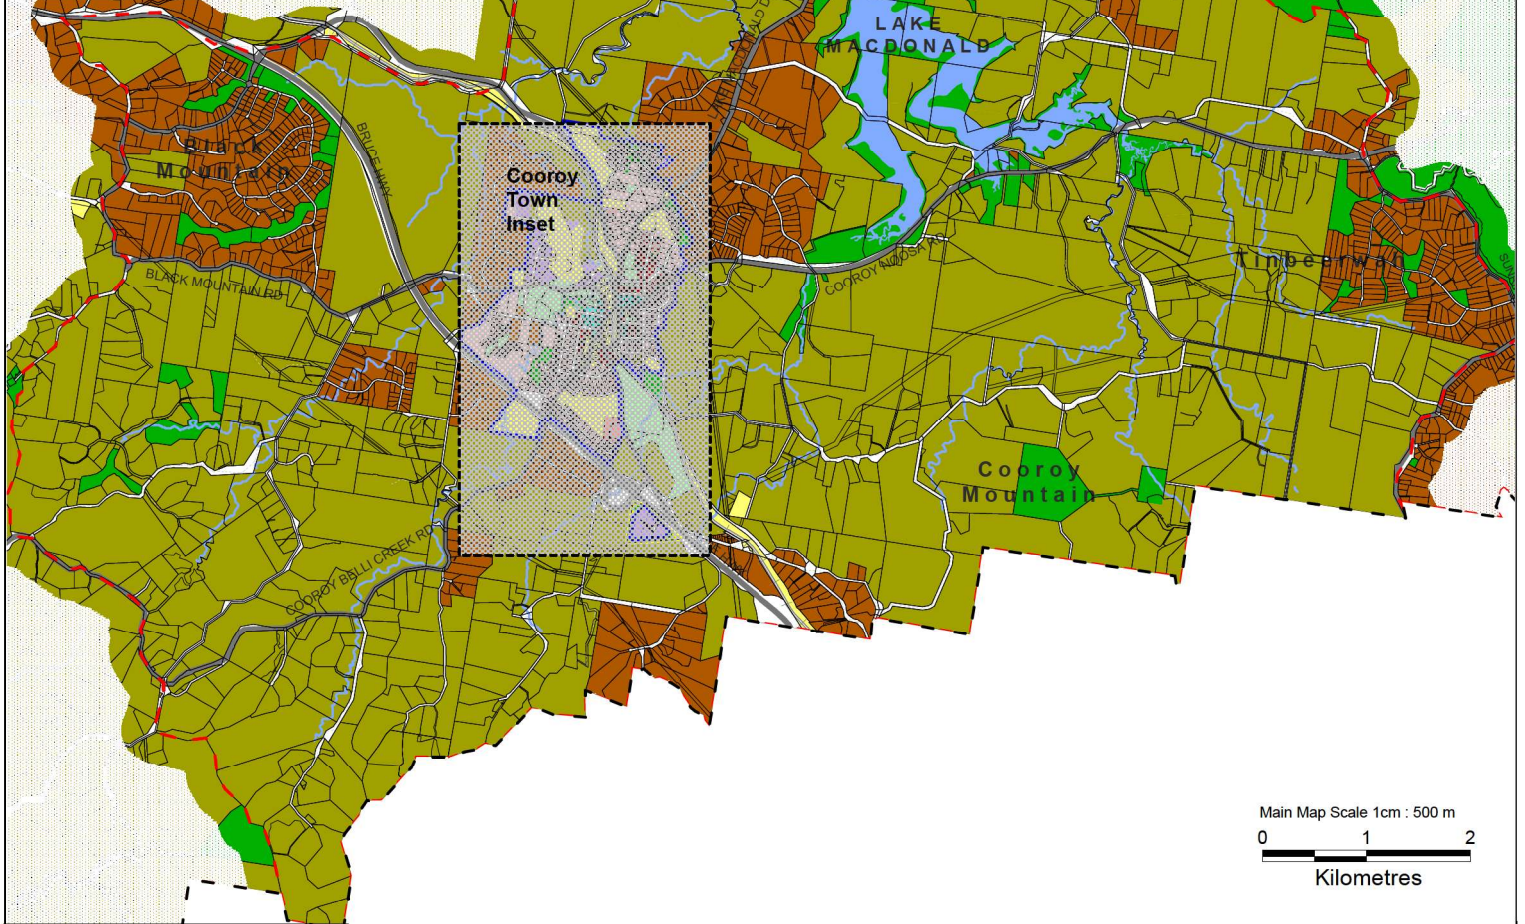 LAKE
MACDONALD
Black
Mountain
BRUCE HWY
Cooroy
Town
Inset
BLACK MOUNTAIN RD
COOROY NOOSA RD
Tinbeerwah
Cooroy
Mountain
COOROY BELLI CREEK RD
Main Map Scale 1cm : 500 m
0 1 2
Kilometres